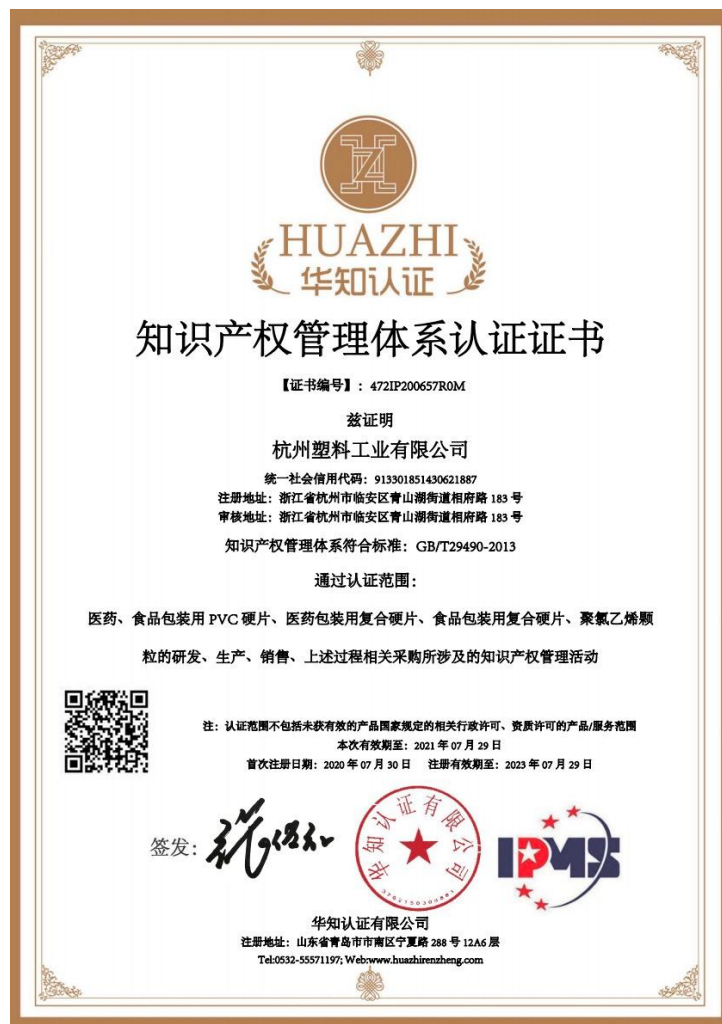 HUAZHI
华知认证
知识产权管理体系认证证书
【证书编号】：472IP200657R0M
兹证明
杭州塑料工业有限公司
统一社会信用代码：913301851430621887
注册地址：浙江省杭州市临安区青山湖街道相府路 183 号
审核地址：浙江省杭州市临安区青山湖街道相府路 183 号
知识产权管理体系符合标准：GB/T29490-2013
通过认证范围：
医药、食品包装用 PVC 硬片、医药包装用复合硬片、食品包装用复合硬片、聚氯乙烯颗
粒的研发、生产、销售、上述过程相关采购所涉及的知识产权管理活动
注：认证范围不包括未获有效的产品国家规定的相关行政许可、资质许可的产品/服务范围
本次有效期至：2021 年 07 月 29 日
首次注册日期：2020 年 07 月 30 日 注册有效期至：2023 年 07 月 29 日
签发：
华知认证有限公司
IPMS
华知认证有限公司
注册地址：山东省青岛市市南区宁夏路 288 号 12A6 层
Tel:0532-55571197; Web:www.huazhirenzheng.com